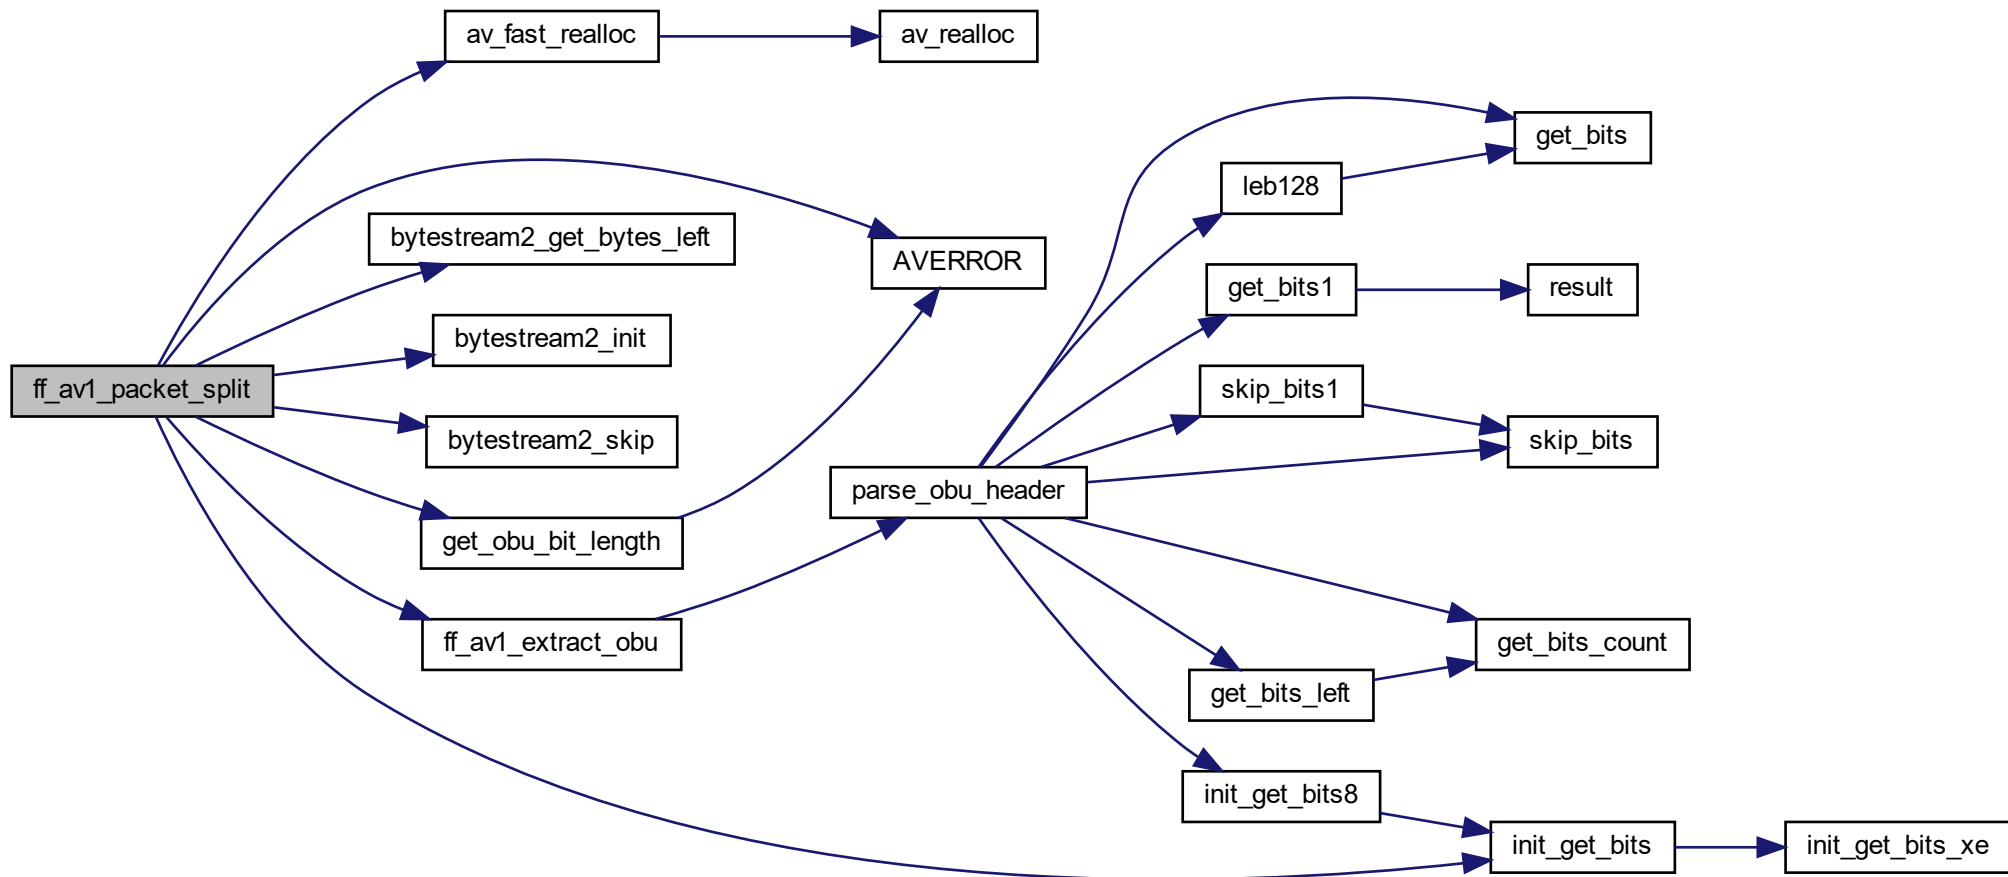 av_fast_realloc
av_realloc
get_bits
leb128
bytestream2_get_bytes_left
AVERROR
get_bits1
result
bytestream2_init
ff_av1_packet_split
skip_bits1
bytestream2_skip
skip_bits
parse_obu_header
get_obu_bit_length
ff_av1_extract_obu
get_bits_count
get_bits_left
init_get_bits8
init_get_bits
init_get_bits_xe